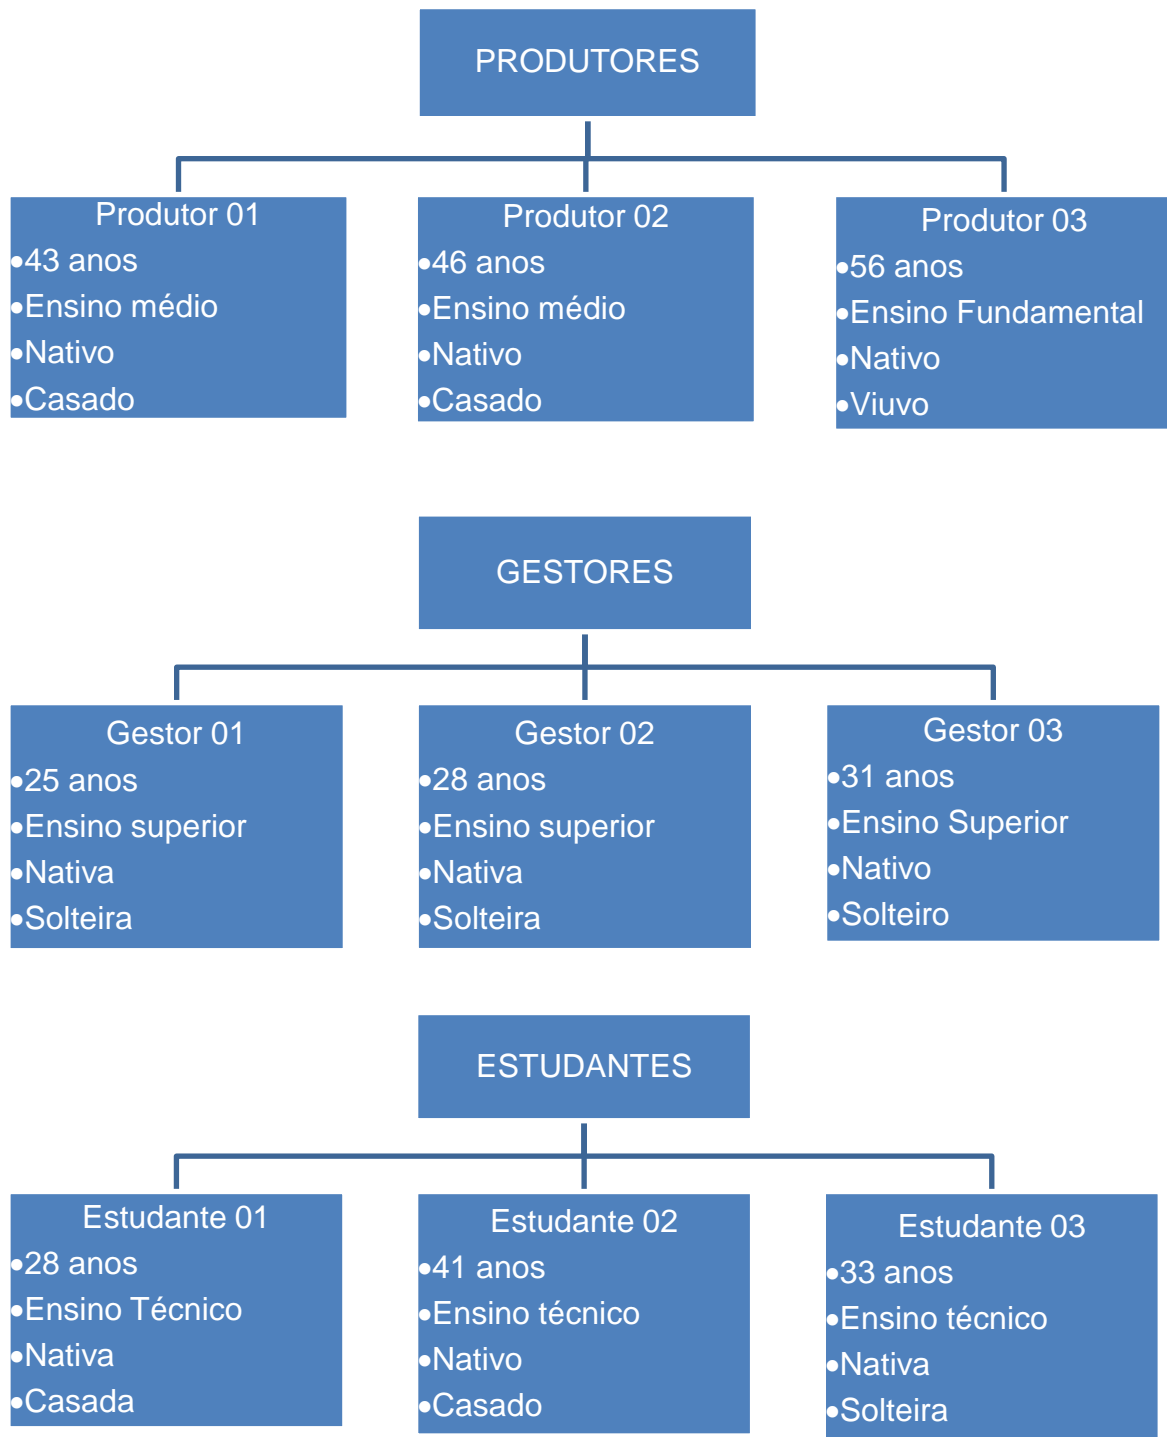 PRODUTORES
Produtor 01
•43 anos
•Ensino médio
•Nativo
•Casado
Produtor 02
•46 anos
•Ensino médio
•Nativo
•Casado
Produtor 03
•56 anos
•Ensino Fundamental
•Nativo
•Viuvo
GESTORES
Gestor 01
•25 anos
•Ensino superior
•Nativa
•Solteira
Gestor 02
•28 anos
•Ensino superior
•Nativa
•Solteira
Gestor 03
•31 anos
•Ensino Superior
•Nativo
•Solteiro
ESTUDANTES
Estudante 01
•28 anos
•Ensino Técnico
•Nativa
•Casada
Estudante 02
•41 anos
•Ensino técnico
•Nativo
•Casado
Estudante 03
•33 anos
•Ensino técnico
•Nativa
•Solteira